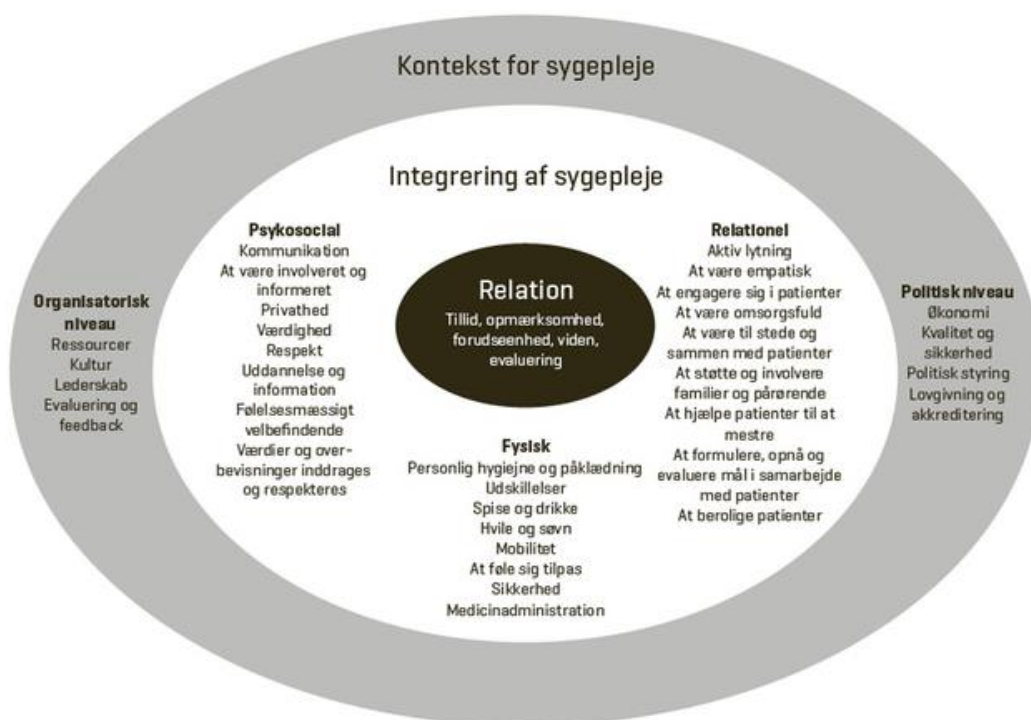 Kontekst for sygepleje
Integrering af sygepleje
Organisatorisk
niveau
Ressourcer
Kultur
Lederskab
Evaluering og
feedback
Psykosocial
Kommunikation
At være involveret og
informeret
Privathed
Værdighed
Respekt
Uddannelse og
information
Følelsesmæssigt
velbefindende
Værdier og over-
bevisninger inddrages
og respekteres
Relation
Tillid, opmærksomhed,
forudseenhed, viden,
evaluering
Fysisk
Personlig hygiejne og påklædning
Udskillelser
Spise og drikke
Hvile og søvn
Mobilitet
At føle sig tilpas
Sikkerhed
Medicinadministration
Relationel
Aktiv lytning
At være empatisk
At engagere sig i patienter
At være omsorgsfuld
At være til stede og
sammen med patienter
At støtte og involvere
familier og pårørende
At hjælpe patienter til at
mestre
At formulere, opnå og
evaluere mål i samarbejde
med patienter
At berolige patienter
Politisk niveau
Økonomi
Kvalitet og
sikkerhed
Politisk styring
Lovgivning og
akkreditering